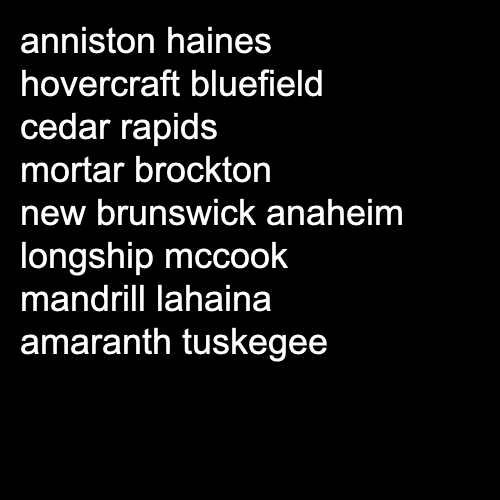 anniston haines
hovercraft bluefield
cedar rapids
mortar brockton
new brunswick anaheim
longship mccook
mandrill lahaina
amaranth tuskegee